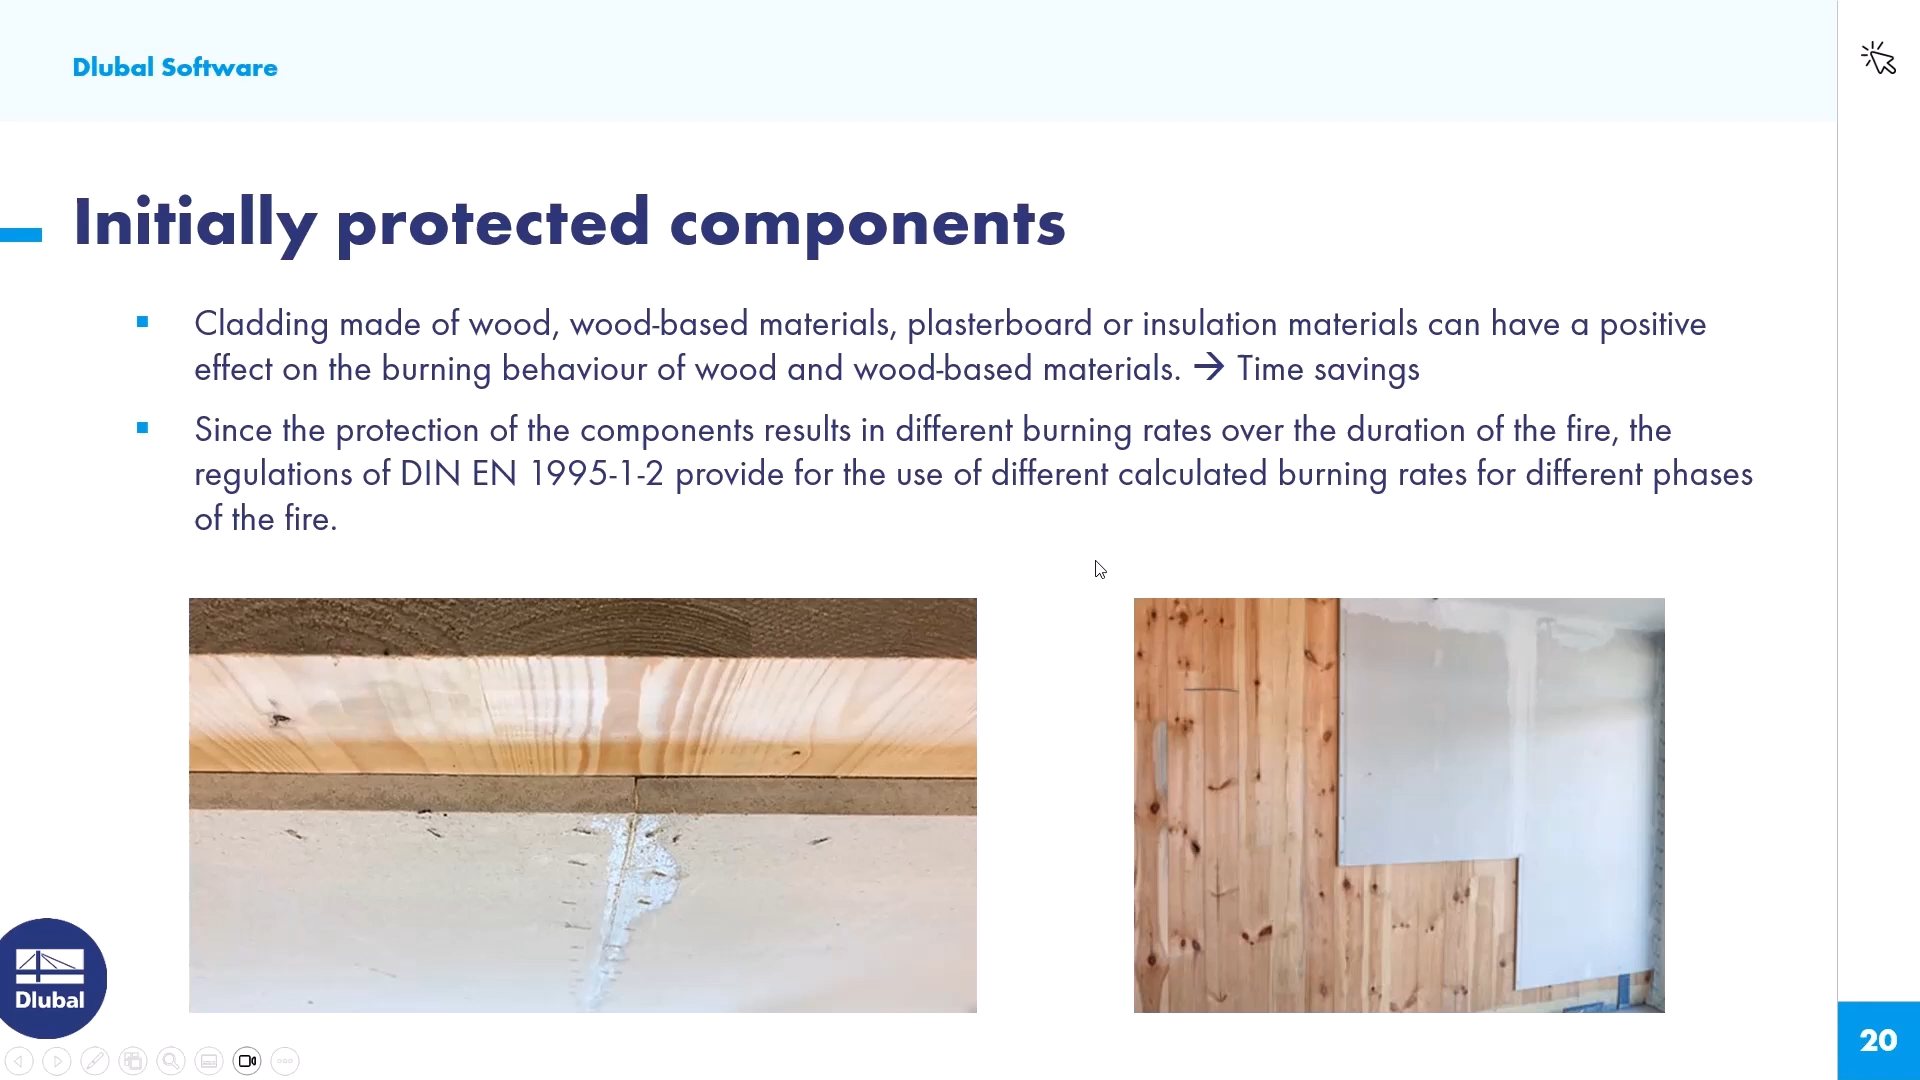 Dlubal Software
Initially protected components
Cladding made of wood, wood-based materials, plasterboard or insulation materials can have a positive
effect on the burning behaviour of wood and wood-based materials. → Time savings
Since the protection of the components results in different burning rates over the duration of the fire, the
regulations of DIN EN 1995-1-2 provide for the use of different calculated burning rates for different phases
of the fire.
Dlubal
20